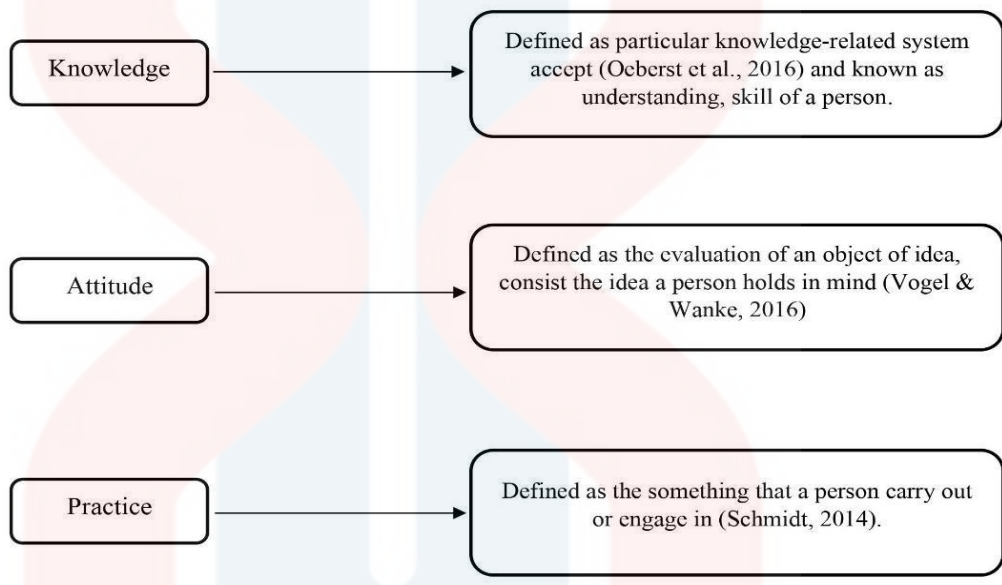 Knowledge
Defined as particular knowledge-related system
accept (Oeberst et al., 2016) and known as
understanding, skill of a person.
Attitude
Defined as the evaluation of an object of idea,
consist the idea a person holds in mind (Vogel &
Wanke, 2016)
Practice
Defined as the something that a person carry out
or engage in (Schmidt, 2014).